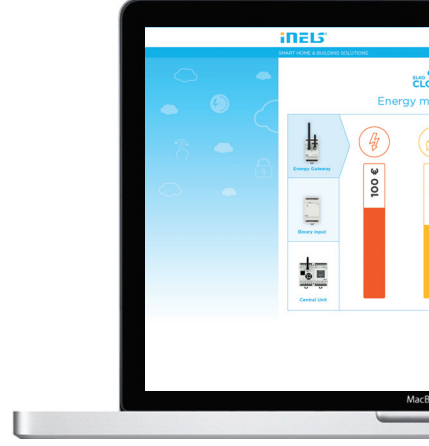 iNELS
SMART HOME & BUILDING SOLUTIONS
ELKO
CLO
Energy m
Energy Gateway
100 €
Binary input
Central Unit
MacB